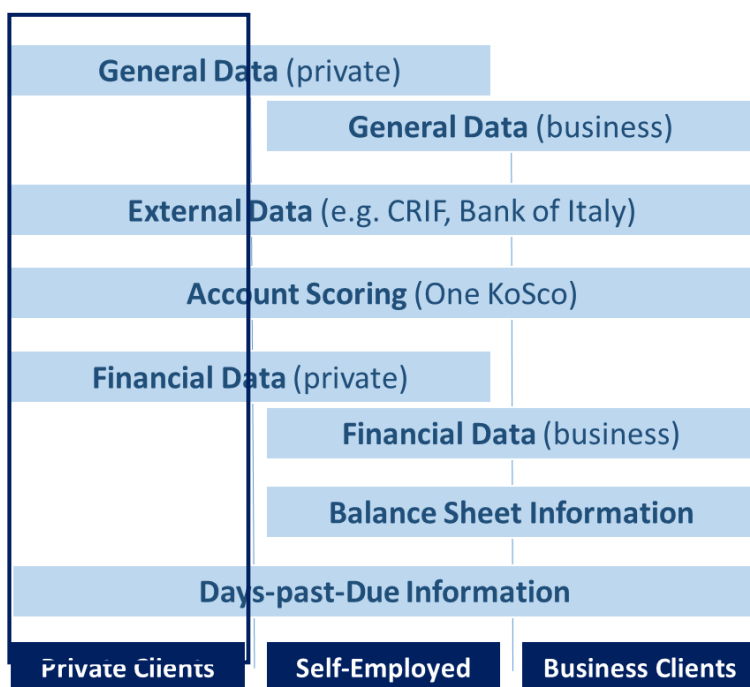 General Data (private)
General Data (business)
External Data (e.g. CRIF, Bank of Italy)
Account Scoring (One KoSco)
Financial Data (private)
Financial Data (business)
Balance Sheet Information
Days-past-Due Information
Private Clients
Self-Employed
Business Clients